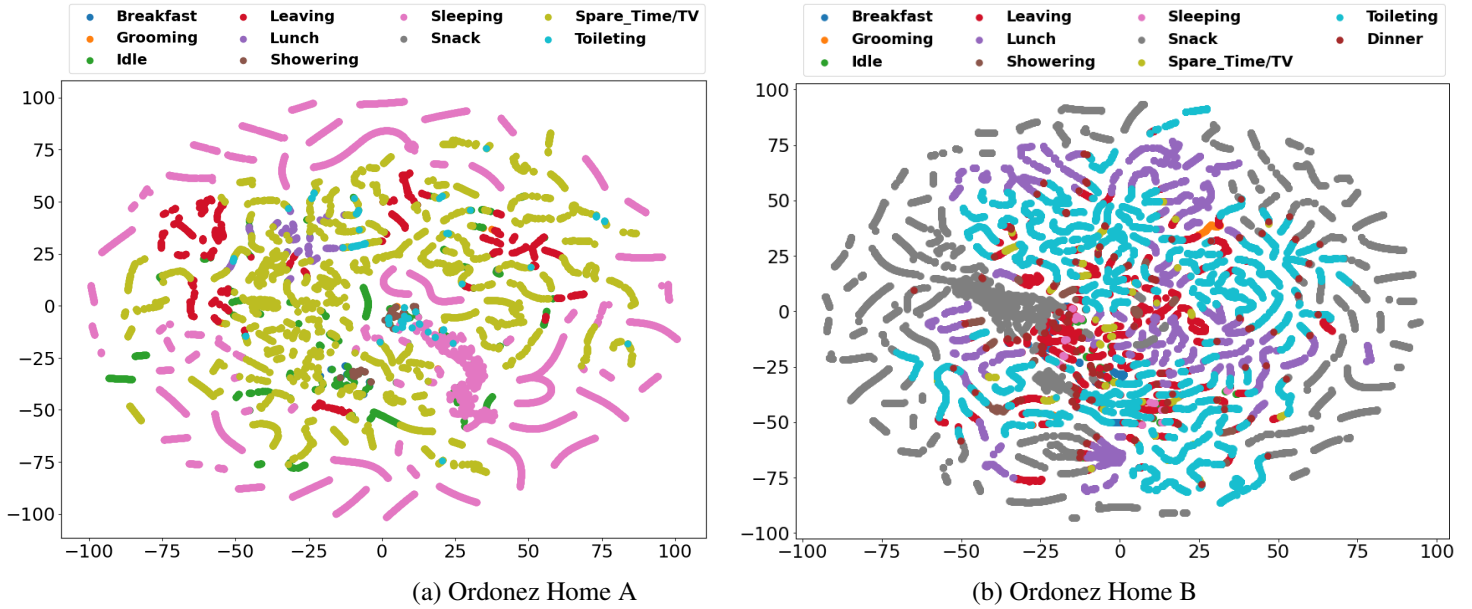 Breakfast Leaving Sleeping Spare_Time/TV
Grooming Lunch Snack Toileting
Idle Showering
100
75
50
25
0
−25
−50
−75
−100
−100 −75 −50 −25 0 25 50 75 100
(a) Ordonez Home A
Breakfast Leaving Sleeping Toileting
Grooming Lunch Snack Dinner
Idle Showering Spare_Time/TV
100
75
50
25
0
−25
−50
−75
−100
−100 −75 −50 −25 0 25 50 75 100
(b) Ordonez Home B